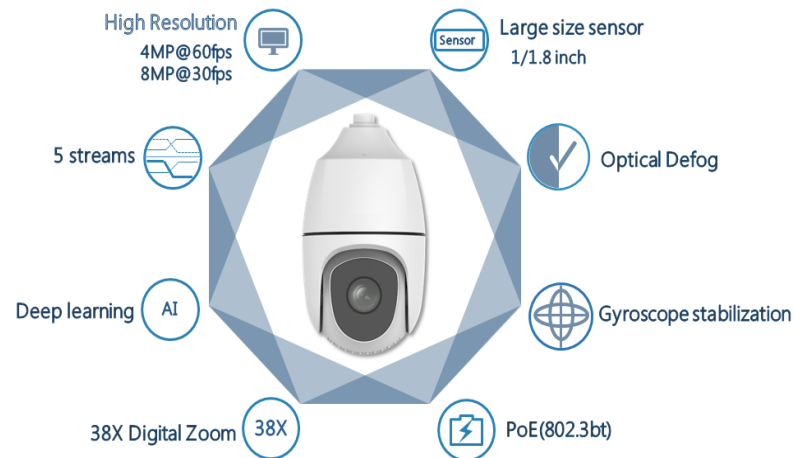 High Resolution
4MP@60fps
8MP@30fps
Sensor
Large size sensor
1/1.8 inch
5 streams
Optical Defog
Deep learning
AI
Gyroscope stabilization
38X Digital Zoom
38X
PoE(802.3bt)